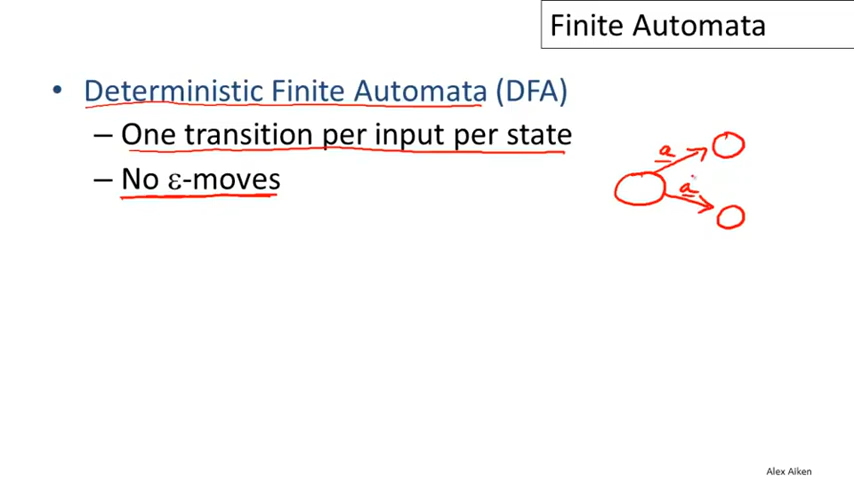 Finite Automata
• Deterministic Finite Automata (DFA)
– One transition per input per state
– No ε-moves
a
a
Alex Aiken